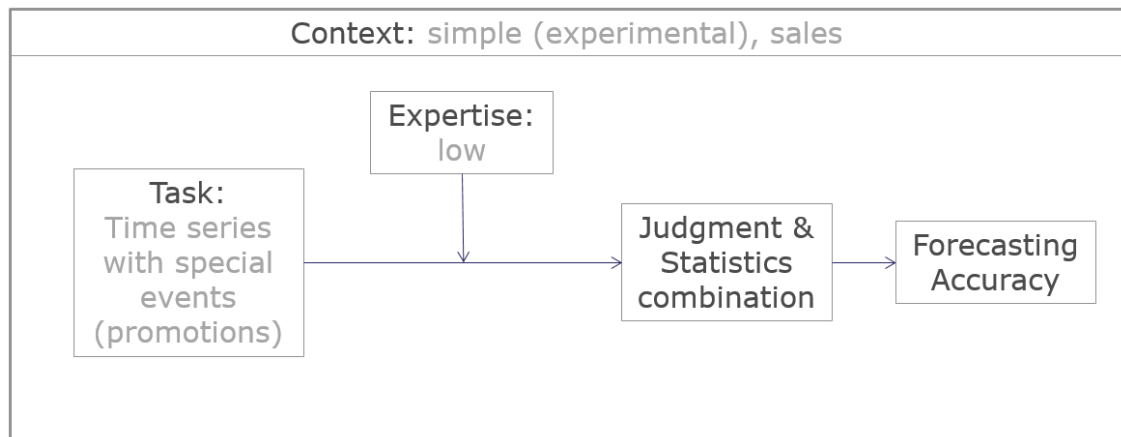 Context: simple (experimental), sales
Expertise:
low
Task:
Time series
with special
events
(promotions)
Judgment &
Statistics
combination
Forecasting
Accuracy